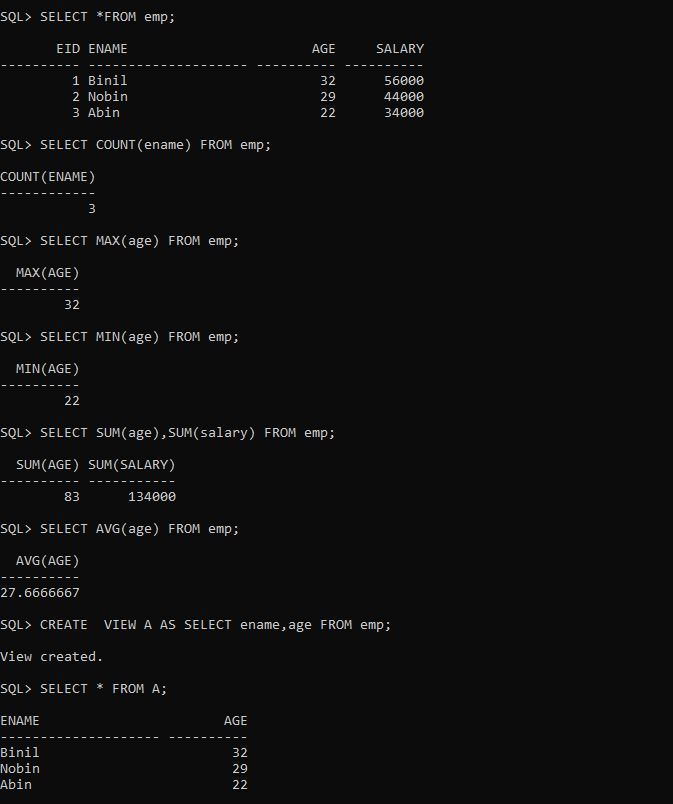 SQL> SELECT *FROM emp;
       EID ENAME                       AGE     SALARY
---------- -------------------- ---------- ----------
         1 Binil                        32      56000
         2 Nobin                        29      44000
         3 Abin                         22      34000
SQL> SELECT COUNT(ename) FROM emp;
COUNT(ENAME)
------------
           3
SQL> SELECT MAX(age) FROM emp;
  MAX(AGE)
----------
        32
SQL> SELECT MIN(age) FROM emp;
  MIN(AGE)
----------
        22
SQL> SELECT SUM(age),SUM(salary) FROM emp;
  SUM(AGE) SUM(SALARY)
---------- -----------
        83      134000
SQL> SELECT AVG(age) FROM emp;
  AVG(AGE)
----------
27.6666667
SQL> CREATE  VIEW A AS SELECT ename,age FROM emp;
View created.
SQL> SELECT * FROM A;
ENAME                       AGE
-------------------- ----------
Binil                        32
Nobin                        29
Abin                         22